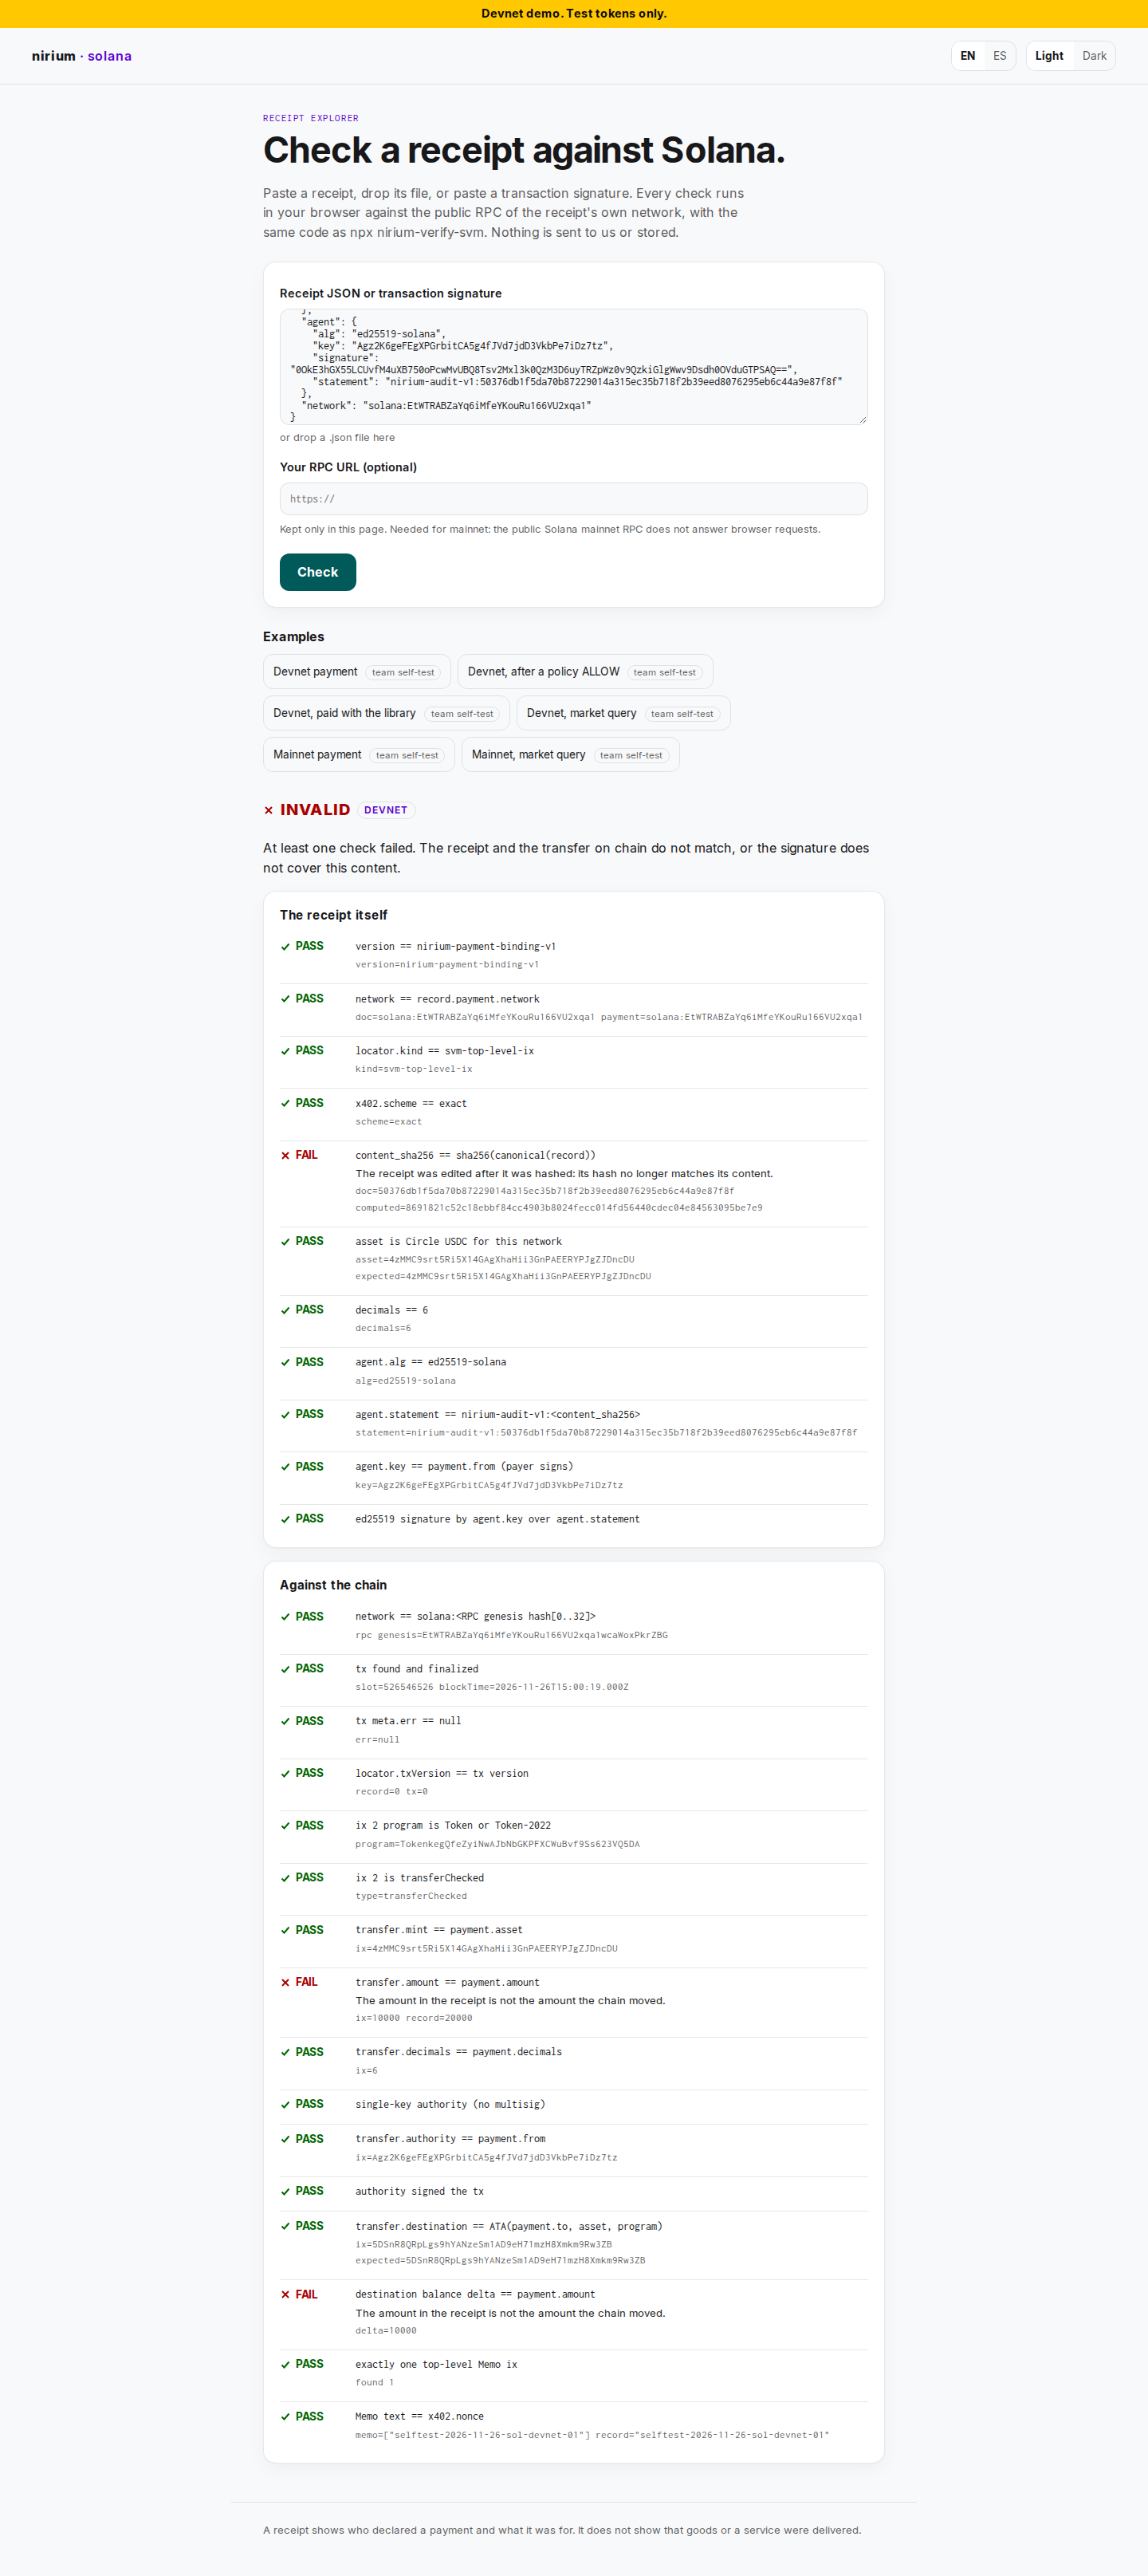 Devnet demo. Test tokens only.
nirium · solana
EN ES Light Dark
RECEIPT EXPLORER
Check a receipt against Solana.
Paste a receipt, drop its file, or paste a transaction signature. Every check runs
in your browser against the public RPC of the receipt's own network, with the
same code as npx nirium-verify-svm. Nothing is sent to us or stored.
Receipt JSON or transaction signature
},
"agent": {
"alg": "ed25519-solana",
"key": "Agz2K6geFEgXPGrbitCA5g4fJVd7jdD3VkbPe7iDz7tz",
"signature":
"0OkE3hGX55LCUvfM4uXB750oPcwMvUBQ8Tsv2Mxl3k0QzM3D6uyTRZpWz0v9QzkiGlgWwv9Dsdh0OVduGTPSAQ==",
"statement": "nirium-audit-v1:50376db1f5da70b87229014a315ec35b718f2b39eed8076295eb6c44a9e87f8f"
},
"network": "solana:EtWTRABZaYq6iMfeYKouRu166VU2xqa1"
}
or drop a .json file here
Your RPC URL (optional)
https://
Kept only in this page. Needed for mainnet: the public Solana mainnet RPC does not answer browser requests.
Check
Examples
Devnet payment team self-test Devnet, after a policy ALLOW team self-test
Devnet, paid with the library team self-test Devnet, market query team self-test
Mainnet payment team self-test Mainnet, market query team self-test
✕ INVALID DEVNET
At least one check failed. The receipt and the transfer on chain do not match, or the signature does
not cover this content.
The receipt itself
✓ PASS version == nirium-payment-binding-v1
version=nirium-payment-binding-v1
✓ PASS network == record.payment.network
doc=solana:EtWTRABZaYq6iMfeYKouRu166VU2xqa1 payment=solana:EtWTRABZaYq6iMfeYKouRu166VU2xqa1
✓ PASS locator.kind == svm-top-level-ix
kind=svm-top-level-ix
✓ PASS x402.scheme == exact
scheme=exact
✕ FAIL content_sha256 == sha256(canonical(record))
The receipt was edited after it was hashed: its hash no longer matches its content.
doc=50376db1f5da70b87229014a315ec35b718f2b39eed8076295eb6c44a9e87f8f
computed=8691821c52c18ebbf84cc4903b8024fecc014fd56440cdec04e84563095be7e9
✓ PASS asset is Circle USDC for this network
asset=4zMMC9srt5Ri5X14GAgXhaHii3GnPAEERYPJgZJDncDU
expected=4zMMC9srt5Ri5X14GAgXhaHii3GnPAEERYPJgZJDncDU
✓ PASS decimals == 6
decimals=6
✓ PASS agent.alg == ed25519-solana
alg=ed25519-solana
✓ PASS agent.statement == nirium-audit-v1:<content_sha256>
statement=nirium-audit-v1:50376db1f5da70b87229014a315ec35b718f2b39eed8076295eb6c44a9e87f8f
✓ PASS agent.key == payment.from (payer signs)
key=Agz2K6geFEgXPGrbitCA5g4fJVd7jdD3VkbPe7iDz7tz
✓ PASS ed25519 signature by agent.key over agent.statement
Against the chain
✓ PASS network == solana:<RPC genesis hash[0..32]>
rpc genesis=EtWTRABZaYq6iMfeYKouRu166VU2xqa1wcaWoxPkrZBG
✓ PASS tx found and finalized
slot=526546526 blockTime=2026-11-26T15:00:19.000Z
✓ PASS tx meta.err == null
err=null
✓ PASS locator.txVersion == tx version
record=0 tx=0
✓ PASS ix 2 program is Token or Token-2022
program=TokenkegQfeZyiNwAJbNbGKPFXCWuBvf9Ss623VQ5DA
✓ PASS ix 2 is transferChecked
type=transferChecked
✓ PASS transfer.mint == payment.asset
ix=4zMMC9srt5Ri5X14GAgXhaHii3GnPAEERYPJgZJDncDU
✕ FAIL transfer.amount == payment.amount
The amount in the receipt is not the amount the chain moved.
ix=10000 record=20000
✓ PASS transfer.decimals == payment.decimals
ix=6
✓ PASS single-key authority (no multisig)
✓ PASS transfer.authority == payment.from
ix=Agz2K6geFEgXPGrbitCA5g4fJVd7jdD3VkbPe7iDz7tz
✓ PASS authority signed the tx
✓ PASS transfer.destination == ATA(payment.to, asset, program)
ix=5DSnR8QRpLgs9hYANzeSm1AD9eH71mzH8Xmkm9Rw3ZB
expected=5DSnR8QRpLgs9hYANzeSm1AD9eH71mzH8Xmkm9Rw3ZB
✕ FAIL destination balance delta == payment.amount
The amount in the receipt is not the amount the chain moved.
delta=10000
✓ PASS exactly one top-level Memo ix
found 1
✓ PASS Memo text == x402.nonce
memo=["selftest-2026-11-26-sol-devnet-01"] record="selftest-2026-11-26-sol-devnet-01"
A receipt shows who declared a payment and what it was for. It does not show that goods or a service were delivered.